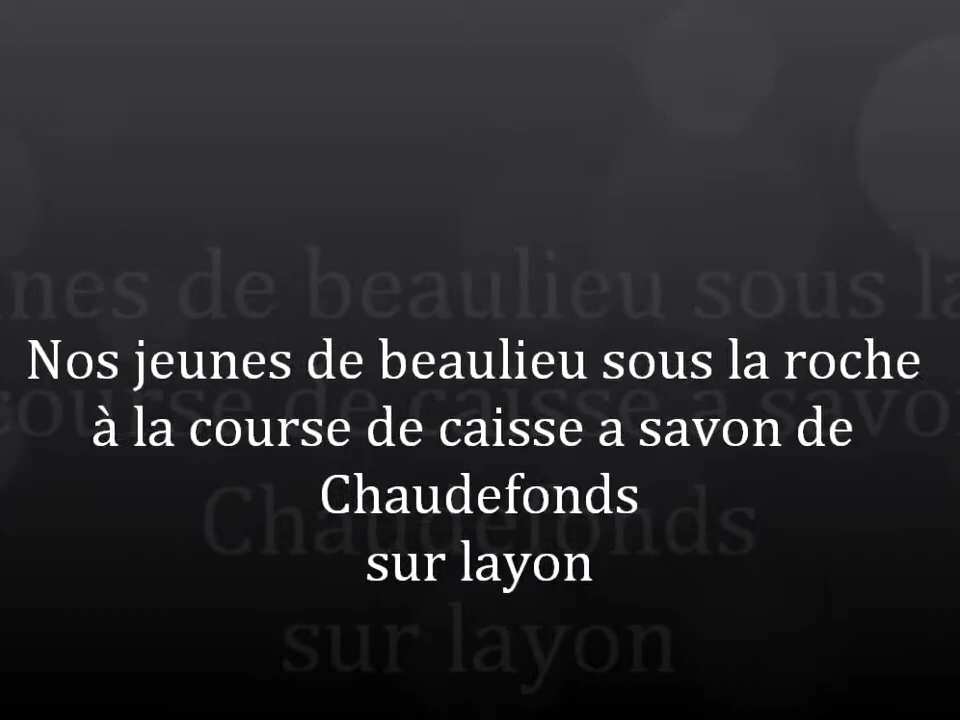 Nos jeunes de beaulieu sous la roche
à la course de caisse a savon de
Chaudefonds
sur layon